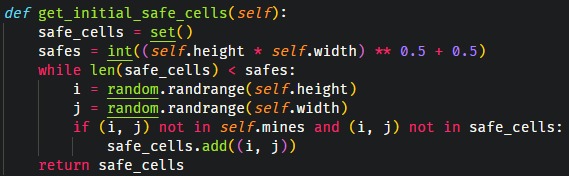 def get_initial_safe_cells(self):
    safe_cells = set()
    safes = int((self.height * self.width) ** 0.5 + 0.5)
    while len(safe_cells) < safes:
        i = random.randrange(self.height)
        j = random.randrange(self.width)
        if (i, j) not in self.mines and (i, j) not in safe_cells:
            safe_cells.add((i, j))
    return safe_cells